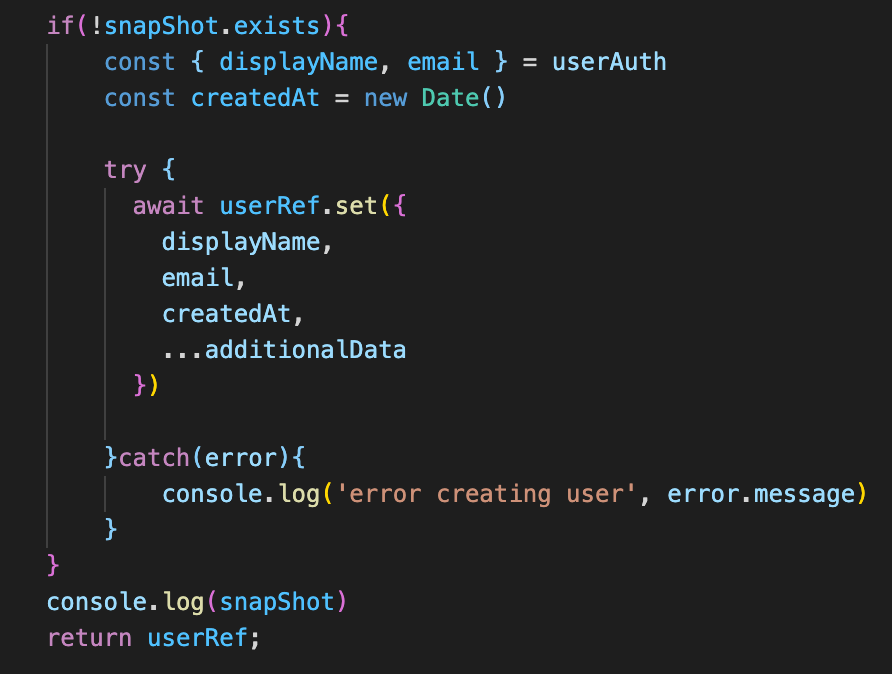 if(!snapShot.exists){
const { displayName, email } = userAuth
const createdAt = new Date()
try {
await userRef.set({
displayName,
email,
createdAt,
...additionalData
})
}catch(error){
console.log('error creating user', error.message)
}
}
console.log(snapShot)
return userRef;